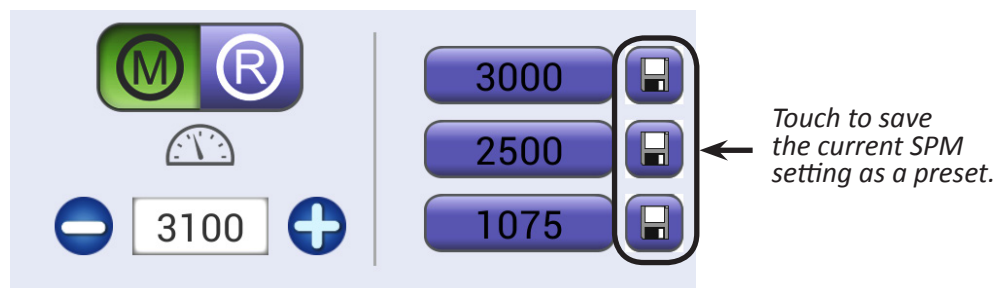 M R
3100
3000
2500
1075
Touch to save
the current SPM
setting as a preset.